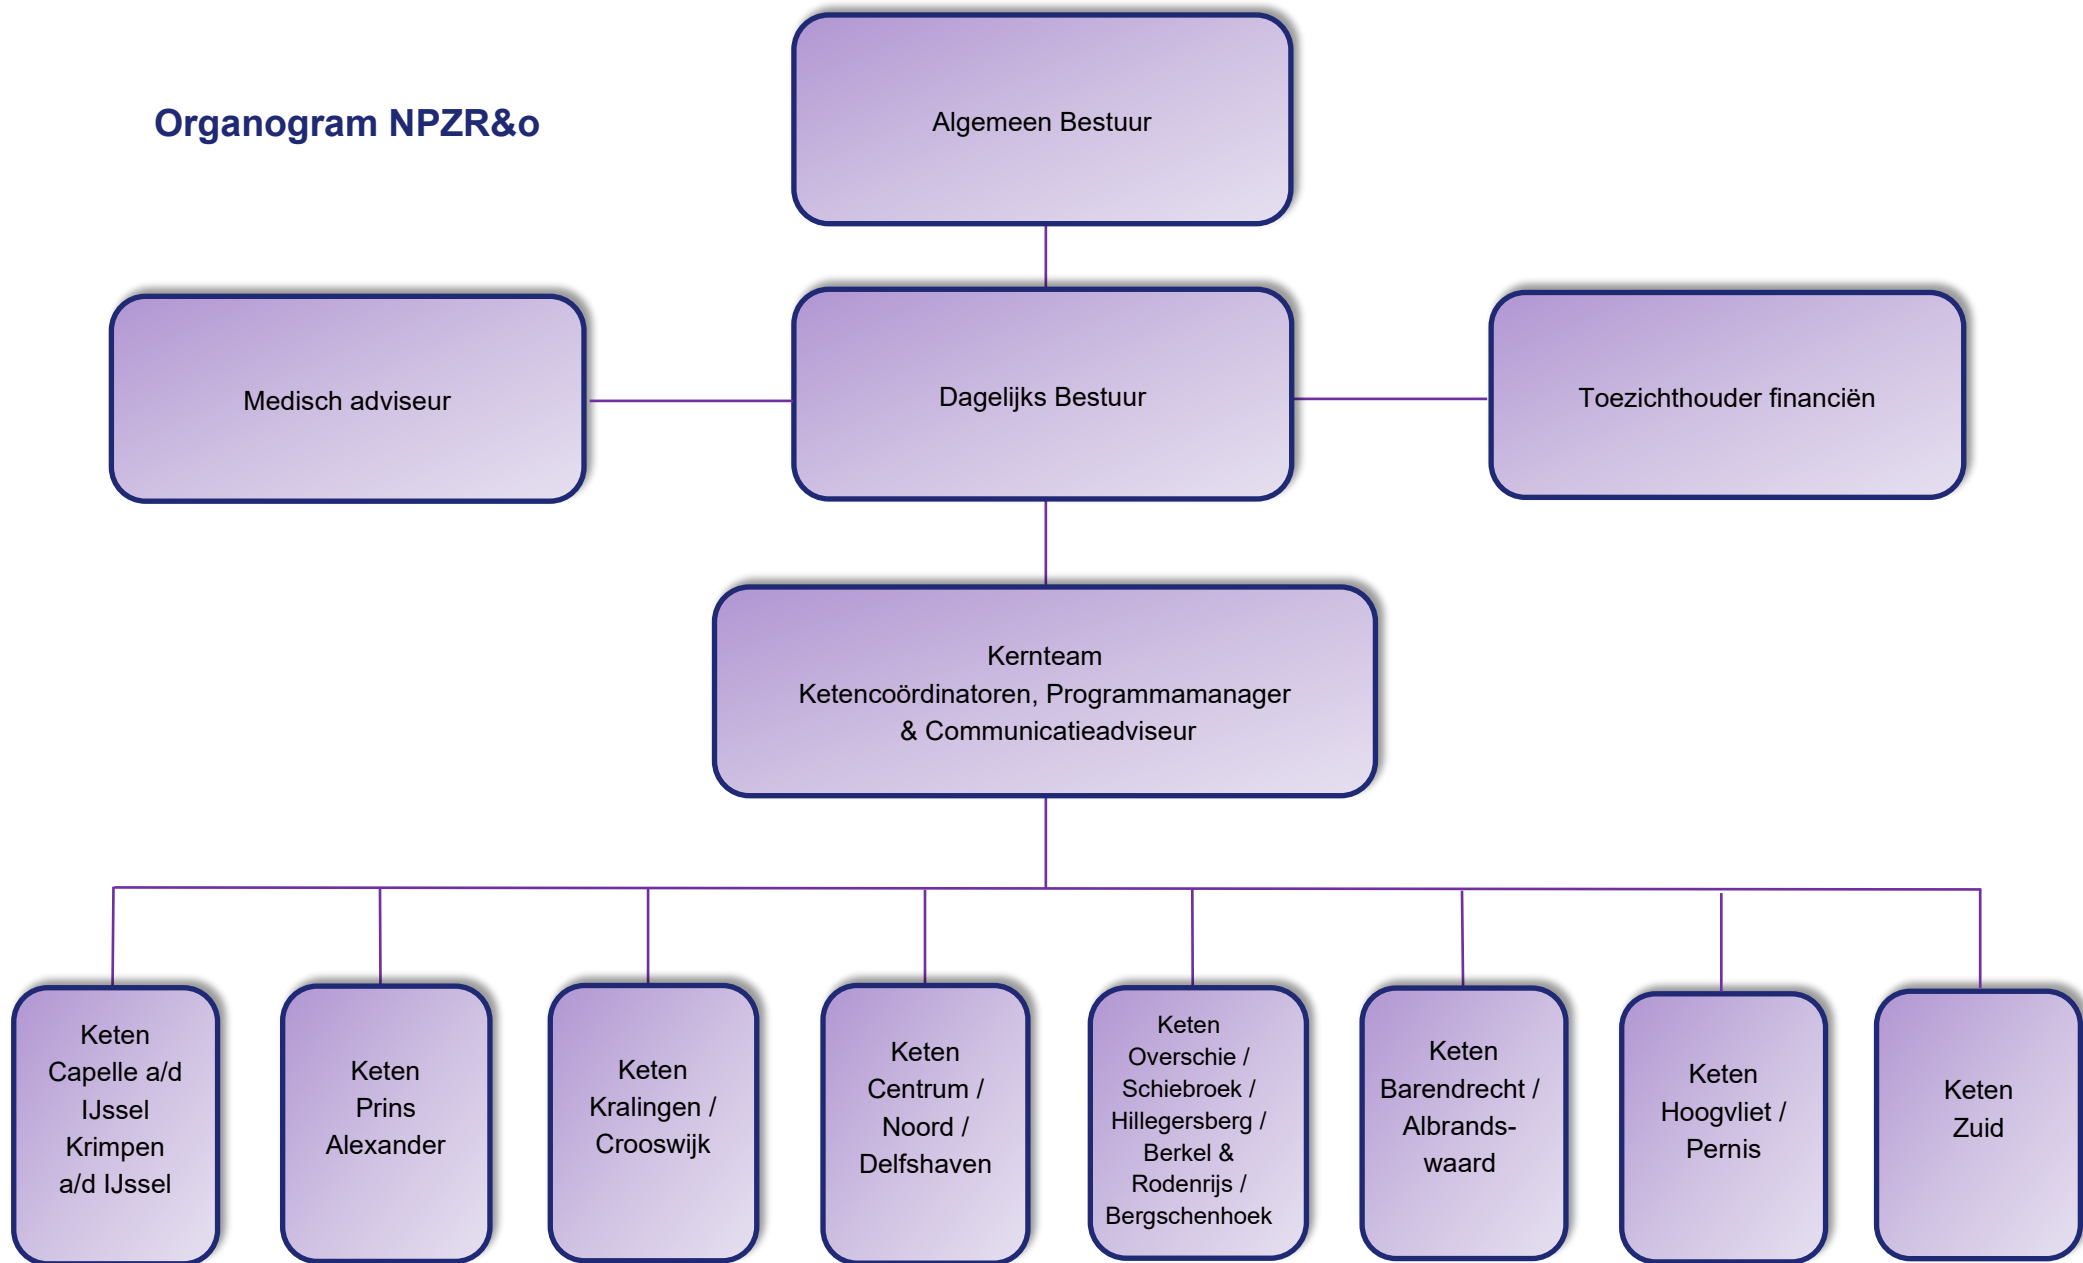 Organogram NPZR&o
Algemeen Bestuur
Medisch adviseur
Dagelijks Bestuur
Toezichthouder financiën
Kernteam
Ketencoördinatoren, Programmamanager
& Communicatieadviseur
Keten
Capelle a/d
IJssel
Krimpen
a/d IJssel
Keten
Prins
Alexander
Keten
Kralingen /
Crooswijk
Keten
Centrum /
Noord /
Delfshaven
Keten
Overschie /
Schiebroek /
Hillegersberg /
Berkel &
Rodenrijs /
Bergschenhoek
Keten
Barendrecht /
Albrands-
waard
Keten
Hoogvliet /
Pernis
Keten
Zuid